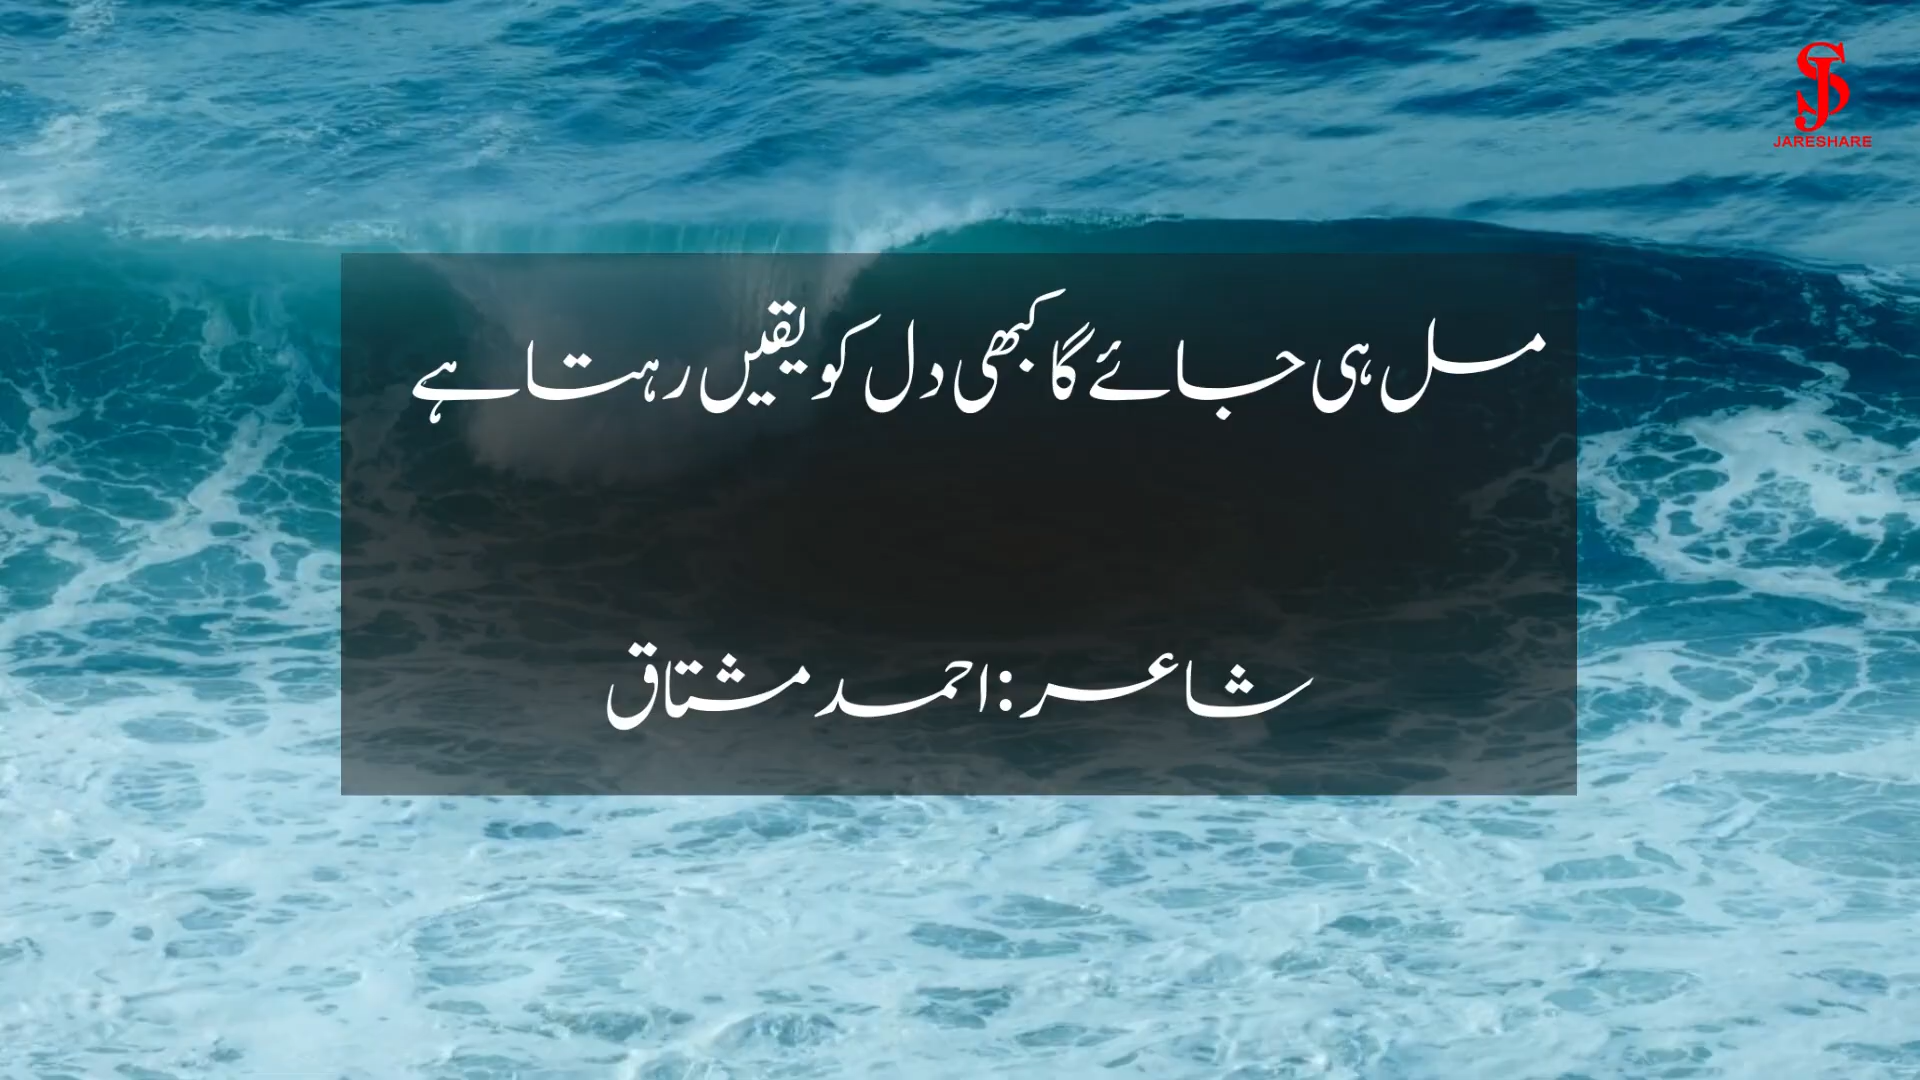 JARESHARE
مل ہی جائے گا کبھی دل کو یقیں رہتا ہے
شاعر : احمد مشتاق